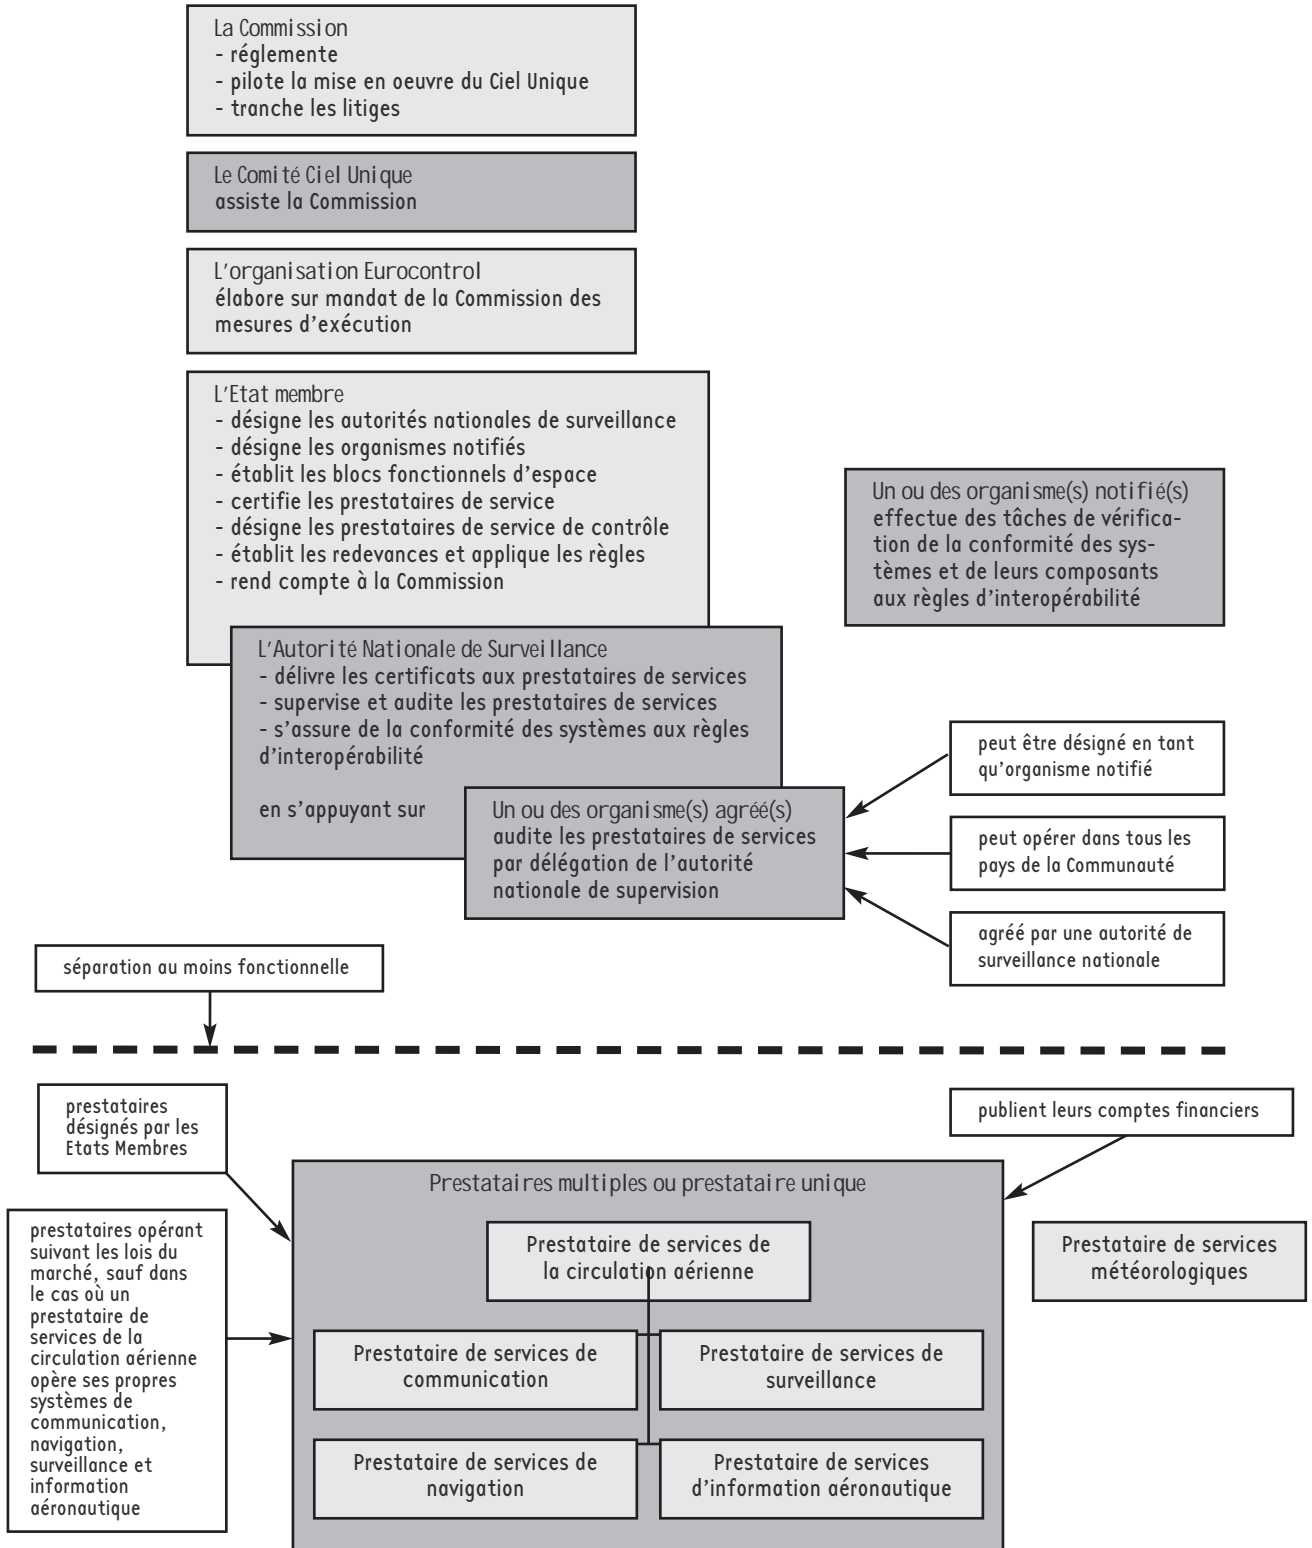 La Commission
- réglemente
- pilote la mise en oeuvre du Ciel Unique
- tranche les litiges
Le Comité Ciel Unique
assiste la Commission
L'organisation Eurocontrol
élabore sur mandat de la Commission des
mesures d'exécution
L'Etat membre
- désigne les autorités nationales de surveillance
- désigne les organismes notifiés
- établit les blocs fonctionnels d'espace
- certifie les prestataires de service
- désigne les prestataires de service de contrôle
- établit les redevances et applique les règles
- rend compte à la Commission
Un ou des organisme(s) notifié(s)
effectue des tâches de vérifica-
tion de la conformité des sys-
tèmes et de leurs composants
aux règles d'interopérabilité
L'Autorité Nationale de Surveillance
- délivre les certificats aux prestataires de services
- supervise et audite les prestataires de services
- s'assure de la conformité des systèmes aux règles
d'interopérabilité
en s'appuyant sur
Un ou des organisme(s) agréé(s)
audite les prestataires de services
par délégation de l'autorité
nationale de supervision
peut être désigné en tant
qu'organisme notifié
peut opérer dans tous les
pays de la Communauté
agréé par une autorité de
surveillance nationale
séparation au moins fonctionnelle
prestataires
désignés par les
Etats Membres
publient leurs comptes financiers
prestataires opérant
suivant les lois du
marché, sauf dans
le cas où un
prestataire de
services de la
circulation aérienne
opère ses propres
systèmes de
communication,
navigation,
surveillance et
information
aéronautique
Prestataires multiples ou prestataire unique
Prestataire de services de
la circulation aérienne
Prestataire de services
météorologiques
Prestataire de services de
communication
Prestataire de services de
surveillance
Prestataire de services de
navigation
Prestataire de services
d'information aéronautique